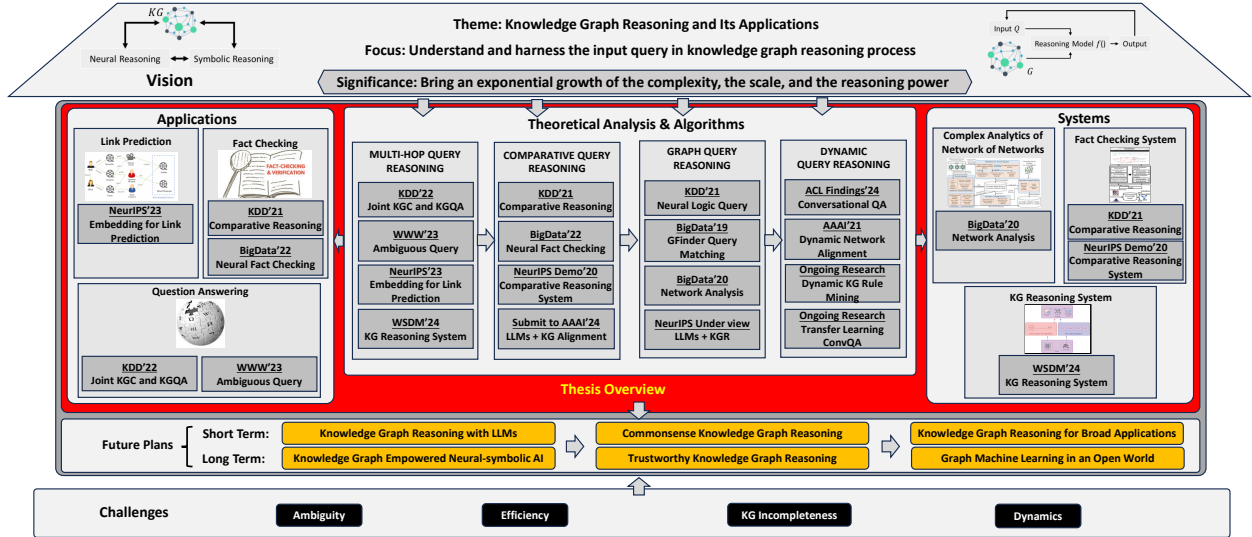 KG
Neural Reasoning
Symbolic Reasoning
Vision
Theme: Knowledge Graph Reasoning and Its Applications
Focus: Understand and harness the input query in knowledge graph reasoning process
Significance: Bring an exponential growth of the complexity, the scale, and the reasoning power
Input Q
Reasoning Model f()
Output
G
Applications
Link Prediction
NeurIPS'23
Embedding for Link
Prediction
Fact Checking
FACT-CHECKING
& VERIFICATION
KDD'21
Comparative Reasoning
BigData'22
Neural Fact Checking
Question Answering
KDD'22
Joint KGC and KGQA
WWW'23
Ambiguous Query
Theoretical Analysis & Algorithms
MULTI-HOP QUERY
REASONING
KDD'22
Joint KGC and KGQA
WWW'23
Ambiguous Query
NeurIPS'23
Embedding for Link
Prediction
WSDM'24
KG Reasoning System
COMPARATIVE QUERY
REASONING
KDD'21
Comparative Reasoning
BigData'22
Neural Fact Checking
NeurIPS Demo'20
Comparative Reasoning
System
Submit to AAAI'24
LLMs + KG Alignment
GRAPH QUERY
REASONING
KDD'21
Neural Logic Query
BigData'19
GFinder Query
Matching
BigData'20
Network Analysis
NeurIPS Under view
LLMs + KGR
DYNAMIC
QUERY REASONING
ACL Findings'24
Conversational QA
AAAI'21
Dynamic Network
Alignment
Ongoing Research
Dynamic KG Rule
Mining
Ongoing Research
Transfer Learning
ConvQA
Systems
Complex Analytics of
Network of Networks
BigData'20
Network Analysis
Fact Checking System
KDD'21
Comparative Reasoning
NeurIPS Demo'20
Comparative Reasoning
System
KG Reasoning System
WSDM'24
KG Reasoning System
Thesis Overview
Future Plans
Short Term:
Knowledge Graph Reasoning with LLMs
Commonsense Knowledge Graph Reasoning
Knowledge Graph Reasoning for Broad Applications
Long Term:
Knowledge Graph Empowered Neural-symbolic AI
Trustworthy Knowledge Graph Reasoning
Graph Machine Learning in an Open World
Challenges
Ambiguity
Efficiency
KG Incompleteness
Dynamics